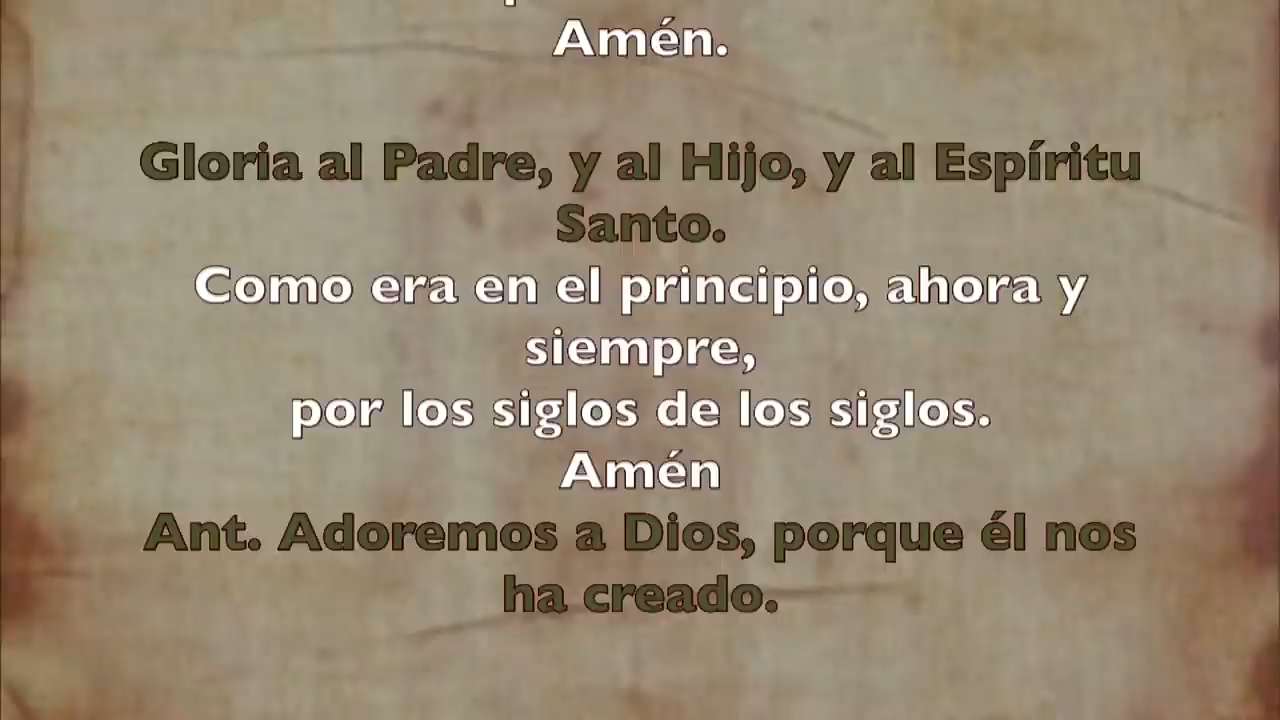 Amén.
Gloria al Padre, y al Hijo, y al Espíritu
Santo.
Como era en el principio, ahora y
siempre,
por los siglos de los siglos.
Amén
Ant. Adoremos a Dios, porque él nos
ha creado.